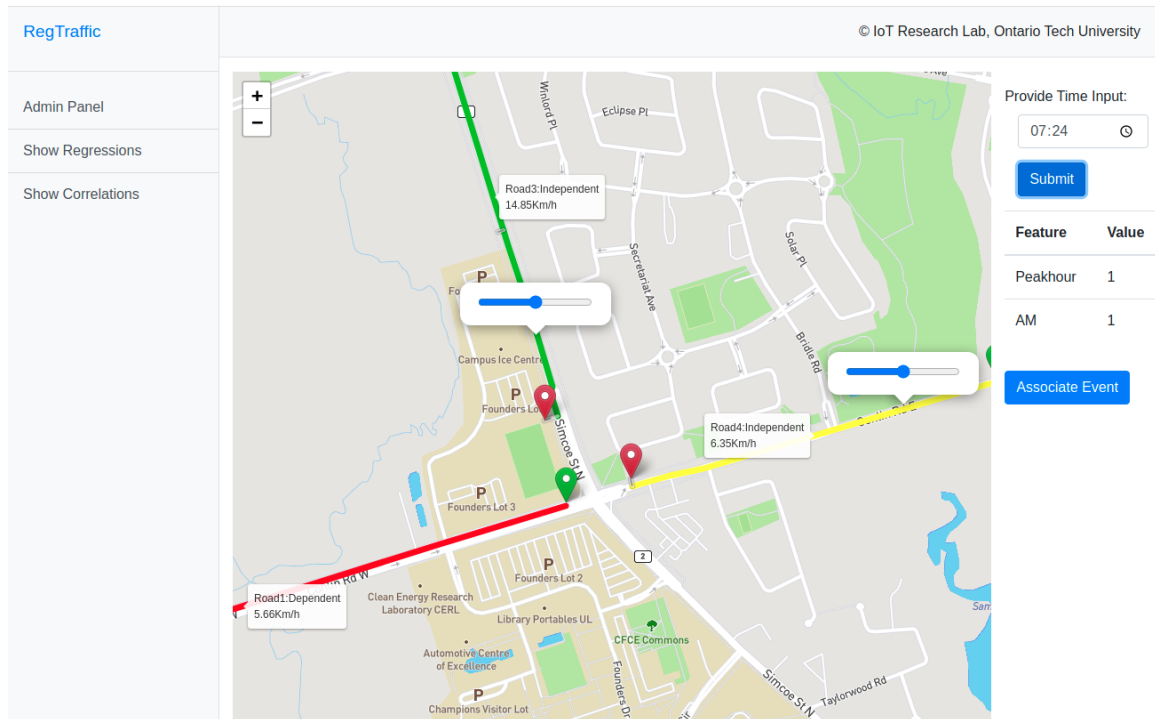 RegTraffic
© IoT Research Lab, Ontario Tech University
Admin Panel
Show Regressions
Show Correlations
+
−
Provide Time Input:
07:24
Submit
Feature Value
Peakhour 1
AM 1
Associate Event
Winlord Pl
Eclipse Pl
Ave
Road3:Independent
14.85Km/h
Secretariat Ave
Solar Pl
P
Campus Ice Centre
Bridle Rd
P
Founders Lo
Simcoe St N
Road4:Independent
6.35Km/h
P
Founders Lot 3
2
P
Founders Lot 2
Rd W
Road1:Dependent
5.66Km/h
Clean Energy Research
Laboratory CERL
Library Portables UL
CFCE Commons
Automotive Centre
of Excellence
Founders Dr
Simcoe St N
Taylorwood Rd
P
Champions Visitor Lot